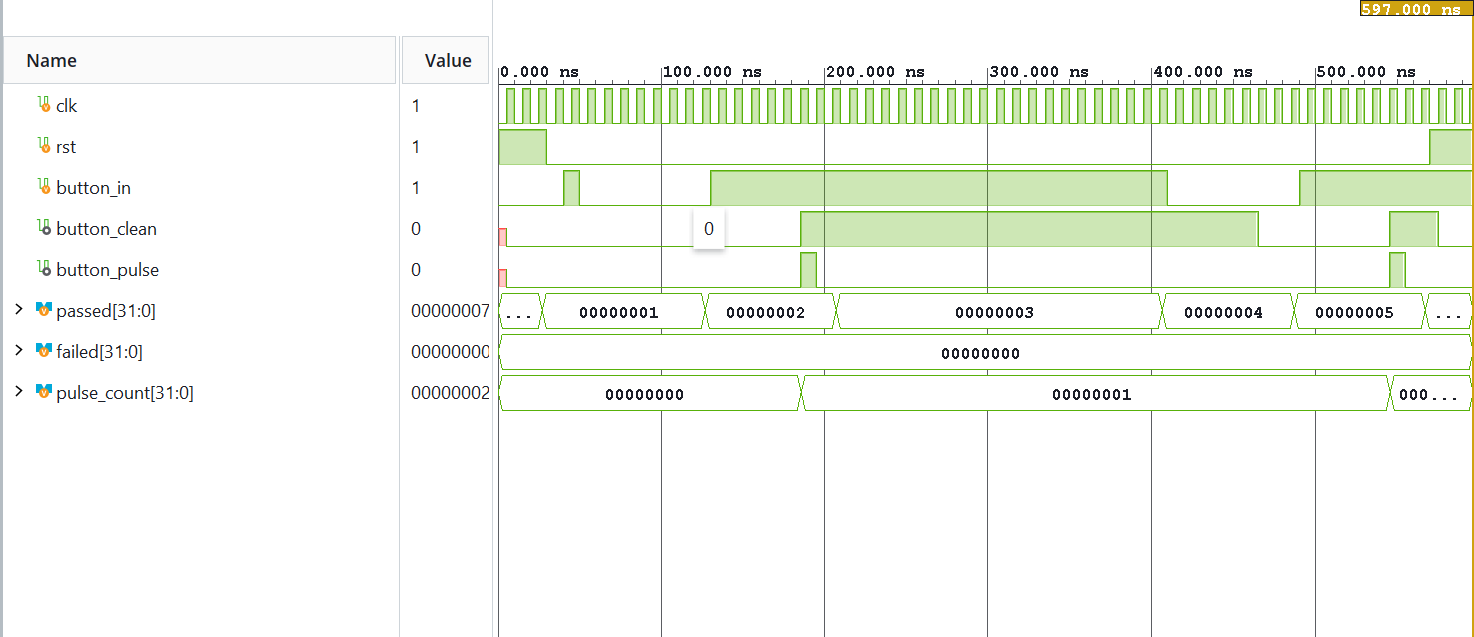 597.000 ns
Name Value
0.000 ns 100.000 ns 200.000 ns 300.000 ns 400.000 ns 500.000 ns
clk 1
rst 1
button_in 1
button_clean 0 0
button_pulse 0
passed[31:0] 00000007 ... 00000001 00000002 00000003 00000004 00000005 ...
failed[31:0] 00000000 00000000
pulse_count[31:0] 00000002 00000000 00000001 000...